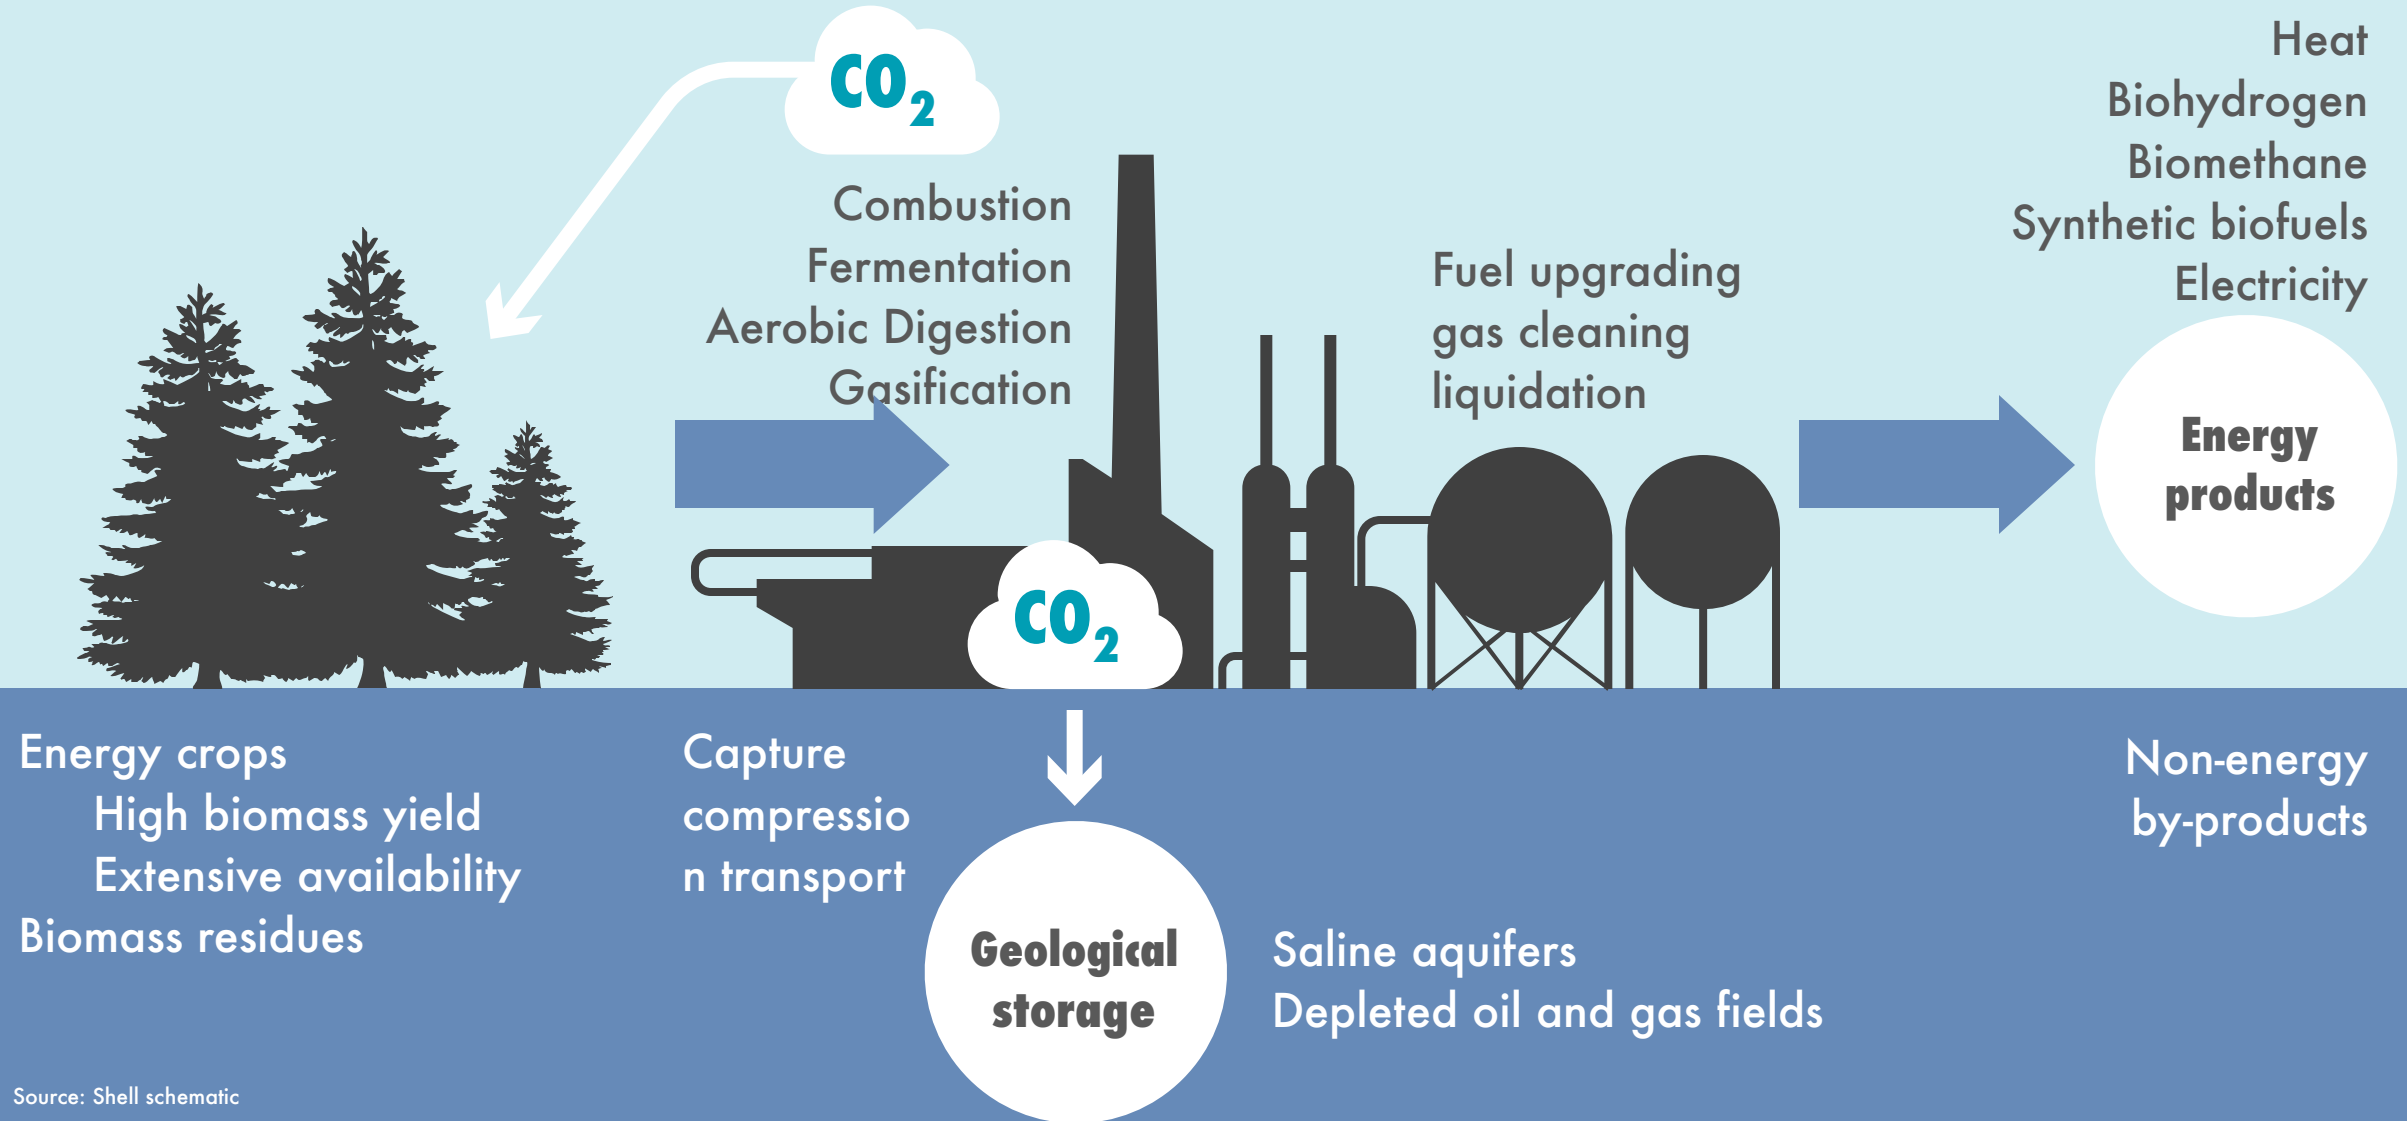 CO2
Combustion
Fermentation
Aerobic Digestion
Gasification
Fuel upgrading
gas cleaning
liquidation
Heat
Biohydrogen
Biomethane
Synthetic biofuels
Electricity
Energy
products
CO2
Energy crops
High biomass yield
Extensive availability
Biomass residues
Capture
compressio
n transport
Geological
storage
Saline aquifers
Depleted oil and gas fields
Non-energy
by-products
Source: Shell schematic